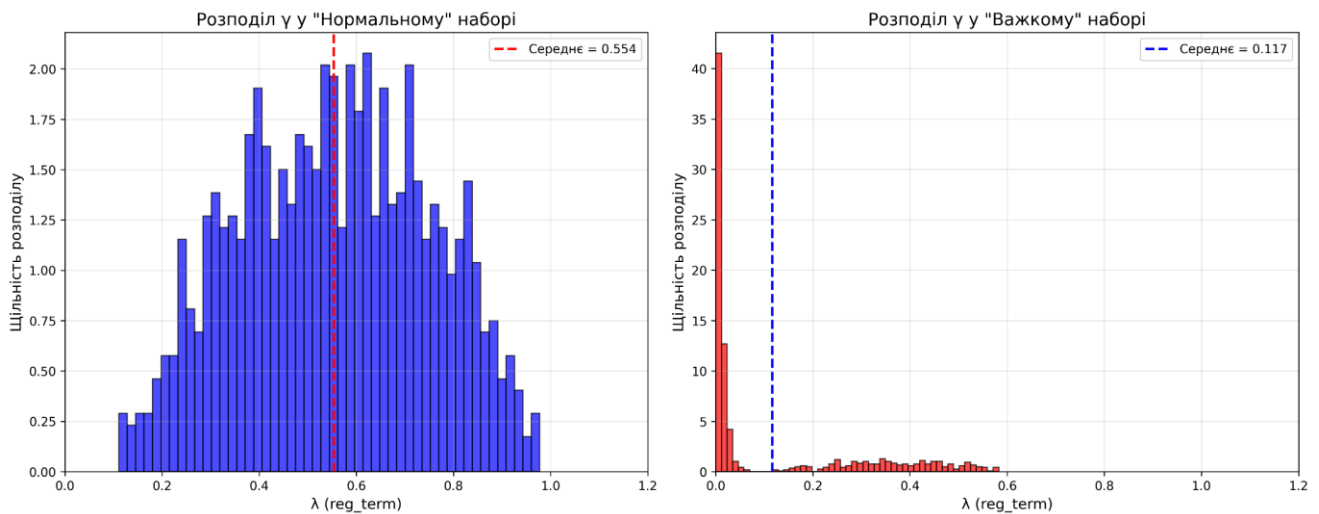 Розподіл γ у "Нормальному" наборі
Середнє = 0.554
Щільність розподілу
2.00
1.75
1.50
1.25
1.00
0.75
0.50
0.25
0.00
0.0 0.2 0.4 0.6 0.8 1.0 1.2
λ (reg_term)
Розподіл γ у "Важкому" наборі
Середнє = 0.117
Щільність розподілу
40
35
30
25
20
15
10
5
0
0.0 0.2 0.4 0.6 0.8 1.0 1.2
λ (reg_term)